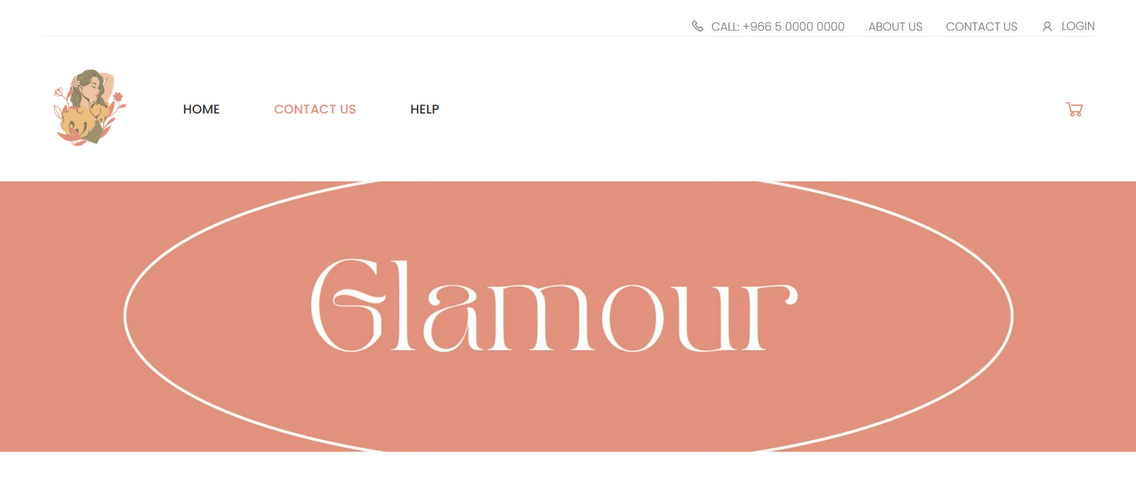 CALL: +966 5 0000 0000 ABOUT US CONTACT US LOGIN
HOME CONTACT US HELP
Glamour